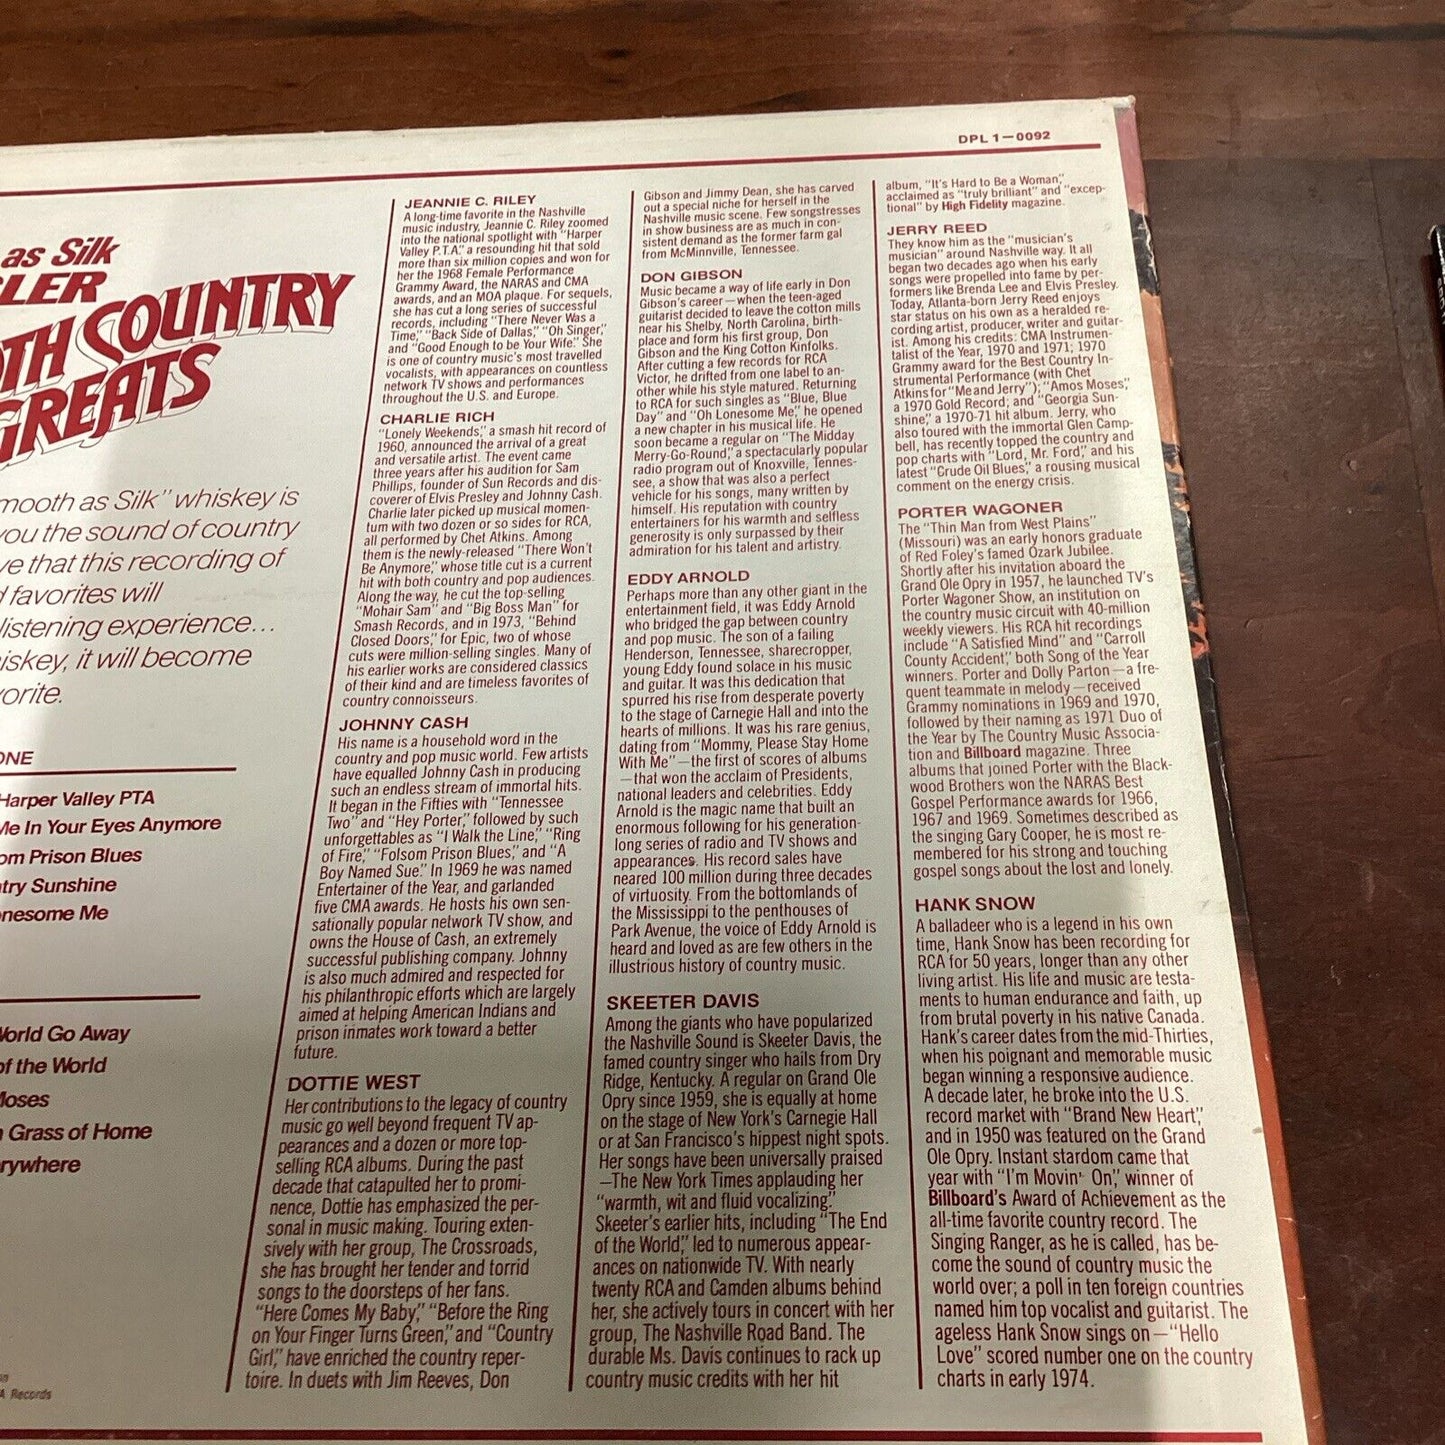 DPL 1—0092
as Silk
LER
OTH COUNTRY
GREATS
mooth as Silk" whiskey is
you the sound of country
ve that this recording of
d favorites will
listening experience...
iskey, it will become
orite.
ONE
Harper Valley PTA
Me In Your Eyes Anymore
om Prison Blues
try Sunshine
onesome Me
World Go Away
of the World
Moses
n Grass of Home
rywhere
on
A Records
JEANNIE C. RILEY
A long-time favorite in the Nashville
music industry, Jeannie C. Riley zoomed
into the national spotlight with "Harper
Valley P.T.A." a resounding hit that sold
more than six million copies and won for
her the 1968 Female Performance
Grammy Award, the NARAS and CMA
awards, and an MOA plaque. For sequels,
she has cut a long series of successful
records, including "There Never Was a
Time," "Back Side of Dallas," "Oh Singer,"
and "Good Enough to be Your Wife." She
is one of country music's most travelled
vocalists, with appearances on countless
network TV shows and performances
throughout the U.S. and Europe.
CHARLIE RICH
"Lonely Weekends," a smash hit record of
1960, announced the arrival of a great
and versatile artist. The event came
three years after his audition for Sam
Phillips, founder of Sun Records and dis-
coverer of Elvis Presley and Johnny Cash.
Charlie later picked up musical momen-
tum with two dozen or so sides for RCA,
all performed by Chet Atkins. Among
them is the newly-released "There Won't
Be Anymore," whose title cut is a current
hit with both country and pop audiences.
Along the way, he cut the top-selling
"Mohair Sam" and "Big Boss Man" for
Smash Records, and in 1973, "Behind
Closed Doors," for Epic, two of whose
cuts were million-selling singles. Many of
his earlier works are considered classics
of their kind and are timeless favorites of
country connoisseurs.
JOHNNY CASH
His name is a household word in the
country and pop music world. Few artists
have equalled Johnny Cash in producing
such an endless stream of immortal hits.
It began in the Fifties with "Tennessee
Two" and "Hey Porter," followed by such
unforgettables as "I Walk the Line," "Ring
of Fire," "Folsom Prison Blues," and "A
Boy Named Sue." In 1969 he was named
Entertainer of the Year, and garlanded
five CMA awards. He hosts his own sen-
sationally popular network TV show, and
owns the House of Cash, an extremely
successful publishing company. Johnny
is also much admired and respected for
his philanthropic efforts which are largely
aimed at helping American Indians and
prison inmates work toward a better
future.
DOTTIE WEST
Her contributions to the legacy of country
music go well beyond frequent TV ap-
pearances and a dozen or more top-
selling RCA albums. During the past
decade that catapulted her to promi-
nence, Dottie has emphasized the per-
sonal in music making. Touring exten-
sively with her group, The Crossroads,
she has brought her tender and torrid
songs to the doorsteps of her fans.
"Here Comes My Baby," "Before the Ring
on Your Finger Turns Green," and "Country
Girl," have enriched the country reper-
toire. In duets with Jim Reeves, Don
Gibson and Jimmy Dean, she has carved
out a special niche for herself in the
Nashville music scene. Few songstresses
in show business are as much in con-
sistent demand as the former farm gal
from McMinnville, Tennessee.
DON GIBSON
Music became a way of life early in Don
Gibson's career—when the teen-aged
guitarist decided to leave the cotton mills
near his Shelby, North Carolina, birth-
place and form his first group, Don
Gibson and the King Cotton Kinfolks.
After cutting a few records for RCA
Victor, he drifted from one label to an-
other while his style matured. Returning
to RCA for such singles as "Blue, Blue
Day" and "Oh Lonesome Me," he opened
a new chapter in his musical life. He
soon became a regular on "The Midday
Merry-Go-Round," a spectacularly popular
radio program out of Knoxville, Tennes-
see, a show that was also a perfect
vehicle for his songs, many written by
himself. His reputation with country
entertainers for his warmth and selfless
generosity is only surpassed by their
admiration for his talent and artistry.
EDDY ARNOLD
Perhaps more than any other giant in the
entertainment field, it was Eddy Arnold
who bridged the gap between country
and pop music. The son of a failing
Henderson, Tennessee, sharecropper,
young Eddy found solace in his music
and guitar. It was this dedication that
spurred his rise from desperate poverty
to the stage of Carnegie Hall and into the
hearts of millions. It was his rare genius,
dating from "Mommy, Please Stay Home
With Me"—the first of scores of albums
—that won the acclaim of Presidents,
national leaders and celebrities. Eddy
Arnold is the magic name that built an
enormous following for his generation-
long series of radio and TV shows and
appearances. His record sales have
neared 100 million during three decades
of virtuosity. From the bottomlands of
the Mississippi to the penthouses of
Park Avenue, the voice of Eddy Arnold is
heard and loved as are few others in the
illustrious history of country music.
SKEETER DAVIS
Among the giants who have popularized
the Nashville Sound is Skeeter Davis, the
famed country singer who hails from Dry
Ridge, Kentucky. A regular on Grand Ole
Opry since 1959, she is equally at home
on the stage of New York's Carnegie Hall
or at San Francisco's hippest night spots.
Her songs have been universally praised
—The New York Times applauding her
"warmth, wit and fluid vocalizing."
Skeeter's earlier hits, including "The End
of the World," led to numerous appear-
ances on nationwide TV. With nearly
twenty RCA and Camden albums behind
her, she actively tours in concert with her
group, The Nashville Road Band. The
durable Ms. Davis continues to rack up
country music credits with her hit
album, "It's Hard to Be a Woman,"
acclaimed as "truly brilliant" and "excep-
tional" by High Fidelity magazine.
JERRY REED
They know him as the "musician's
musician" around Nashville way. It all
began two decades ago when his early
songs were propelled into fame by per-
formers like Brenda Lee and Elvis Presley.
Today, Atlanta-born Jerry Reed enjoys
star status on his own as a heralded re-
cording artist, producer, writer and guitar-
ist. Among his credits: CMA Instrumen-
talist of the Year, 1970 and 1971; 1970
Grammy award for the Best Country In-
strumental Performance (with Chet
Atkins for "Me and Jerry"); "Amos Moses,"
a 1970 Gold Record; and "Georgia Sun-
shine," a 1970-71 hit album. Jerry, who
also toured with the immortal Glen Camp-
bell, has recently topped the country and
pop charts with "Lord, Mr. Ford," and his
latest "Crude Oil Blues," a rousing musical
comment on the energy crisis.
PORTER WAGONER
The "Thin Man from West Plains"
(Missouri) was an early honors graduate
of Red Foley's famed Ozark Jubilee.
Shortly after his invitation aboard the
Grand Ole Opry in 1957, he launched TV's
Porter Wagoner Show, an institution on
the country music circuit with 40-million
weekly viewers. His RCA hit recordings
include "A Satisfied Mind" and "Carroll
County Accident," both Song of the Year
winners. Porter and Dolly Parton—a fre-
quent teammate in melody—received
Grammy nominations in 1969 and 1970,
followed by their naming as 1971 Duo of
the Year by The Country Music Associa-
tion and Billboard magazine. Three
albums that joined Porter with the Black-
wood Brothers won the NARAS Best
Gospel Performance awards for 1966,
1967 and 1969. Sometimes described as
the singing Gary Cooper, he is most re-
membered for his strong and touching
gospel songs about the lost and lonely.
HANK SNOW
A balladeer who is a legend in his own
time, Hank Snow has been recording for
RCA for 50 years, longer than any other
living artist. His life and music are testa-
ments to human endurance and faith, up
from brutal poverty in his native Canada.
Hank's career dates from the mid-Thirties,
when his poignant and memorable music
began winning a responsive audience.
A decade later, he broke into the U.S.
record market with "Brand New Heart,"
and in 1950 was featured on the Grand
Ole Opry. Instant stardom came that
year with "I'm Movin' On," winner of
Billboard's Award of Achievement as the
all-time favorite country record. The
Singing Ranger, as he is called, has be-
come the sound of country music the
world over; a poll in ten foreign countries
named him top vocalist and guitarist. The
ageless Hank Snow sings on—"Hello
Love" scored number one on the country
charts in early 1974.